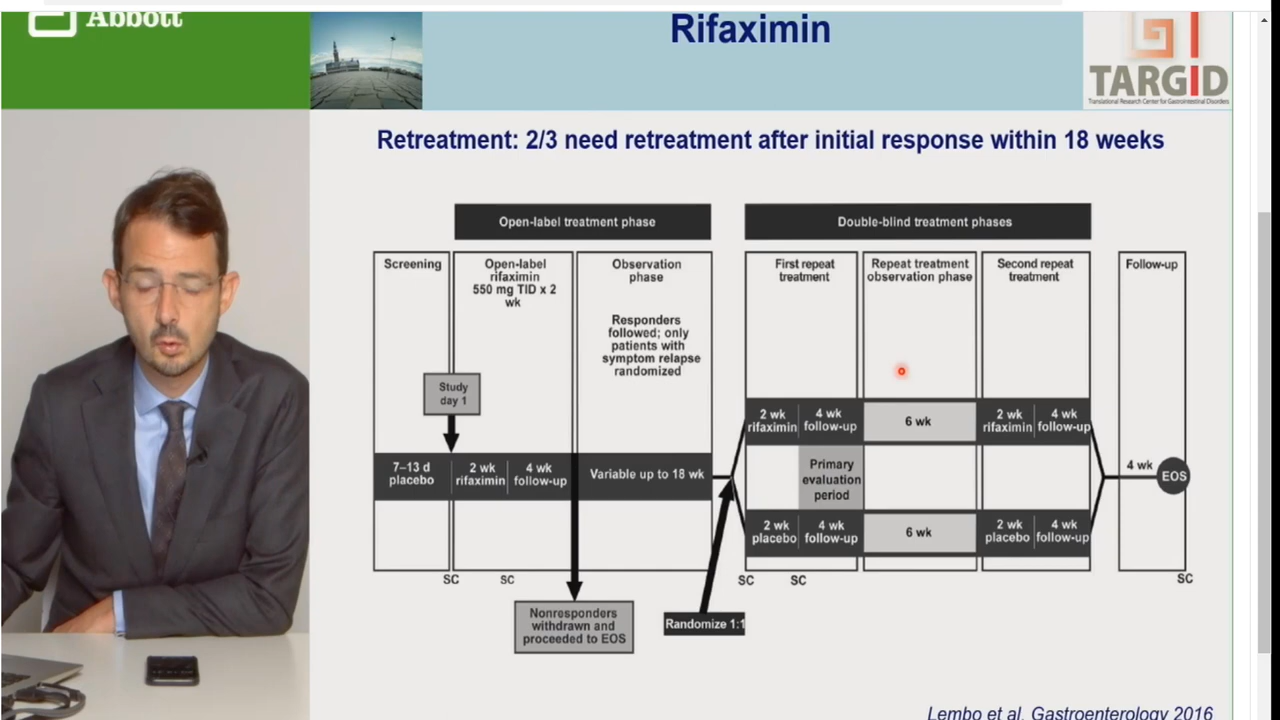 Abbott
Rifaximin
TARGID
Translational Research Center for Gastrointestinal Disorders
Retreatment: 2/3 need retreatment after initial response within 18 weeks
Open-label treatment phase
Double-blind treatment phases
Screening
Open-label
rifaximin
550 mg TID x 2
wk
Observation
phase
Responders
followed; only
patients with
symptom relapse
randomized
First repeat
treatment
Repeat treatment
observation phase
Second repeat
treatment
Follow-up
Study
day 1
7–13 d
placebo
2 wk
rifaximin
4 wk
follow-up
Variable up to 18 wk
2 wk
rifaximin
4 wk
follow-up
6 wk
2 wk
rifaximin
4 wk
follow-up
Primary
evaluation
period
4 wk
EOS
2 wk
placebo
4 wk
follow-up
6 wk
2 wk
placebo
4 wk
follow-up
SC
SC
SC
SC
SC
Nonresponders
withdrawn and
proceeded to EOS
Randomize 1:1
Lembo et al. Gastroenterology 2016